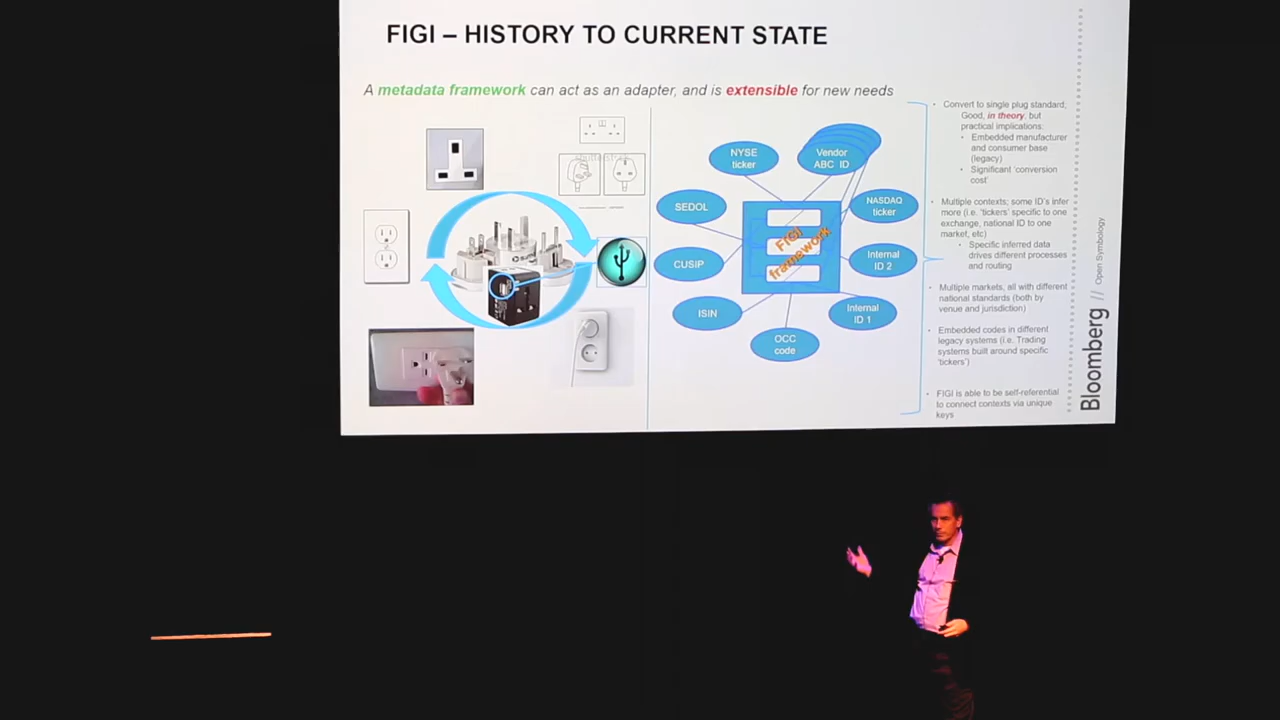 FIGI – HISTORY TO CURRENT STATE
A metadata framework can act as an adapter, and is extensible for new needs
NYSE
ticker
Vendor
ABC ID
SEDOL
NASDAQ
ticker
CUSIP
Internal
ID 2
ISIN
Internal
ID 1
OCC
code
FIGI
framework
• Convert to single plug standard,
Good, in theory, but
practical implications:
• Embedded manufacturer
and consumer base
(legacy)
• Significant 'conversion
cost'
• Multiple contexts; some ID's infer
more (i.e. 'tickers' specific to one
exchange, national ID to one
market, etc)
• Specific inferred data
drives different processes
and routing
• Multiple markets, all with different
national standards (both by
venue and jurisdiction)
• Embedded codes in different
legacy systems (i.e. Trading
systems built around specific
'tickers')
• FIGI is able to be self-referential
to connect contexts via unique
keys
Bloomberg // Open Symbology